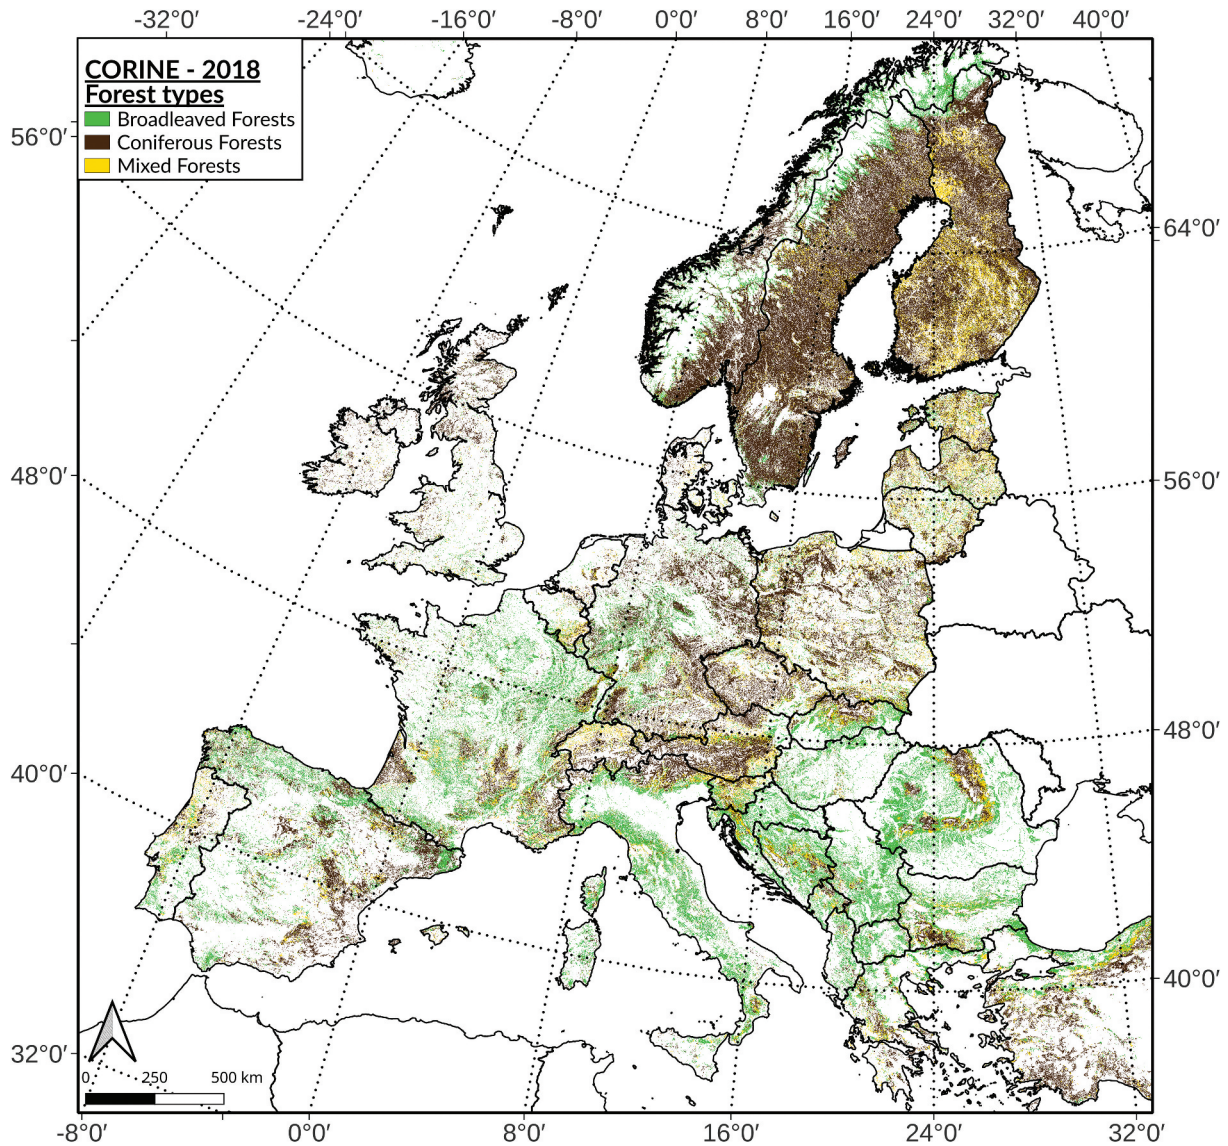 -32°0′ -24°0′ -16°0′ -8°0′ 0°0′ 8°0′ 16°0′ 24°0′ 32°0′ 40°0′
CORINE - 2018
Forest types
Broadleaved Forests
Coniferous Forests
Mixed Forests
56°0′
64°0′
48°0′
56°0′
48°0′
40°0′
40°0′
32°0′
0 250 500 km
-8°0′ 0°0′ 8°0′ 16°0′ 24°0′ 32°0′